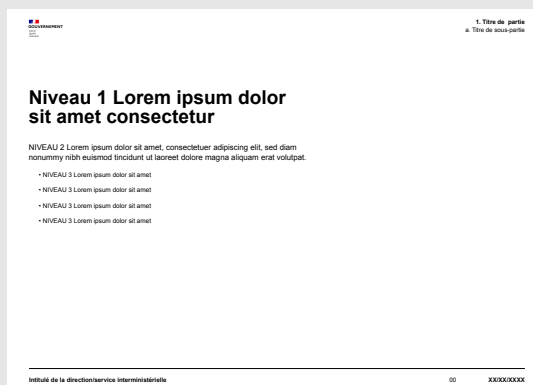 GOUVERNEMENT
1. Titre de partie
a. Titre de sous-partie
Niveau 1 Lorem ipsum dolor
sit amet consectetur
NIVEAU 2 Lorem ipsum dolor sit amet, consectetuer adipiscing elit, sed diam
nonummy nibh euismod tincidunt ut laoreet dolore magna aliquam erat volutpat.
• NIVEAU 3 Lorem ipsum dolor sit amet
• NIVEAU 3 Lorem ipsum dolor sit amet
• NIVEAU 3 Lorem ipsum dolor sit amet
• NIVEAU 3 Lorem ipsum dolor sit amet
Intitulé de la direction/service interministérielle
00
XX/XX/XXXX